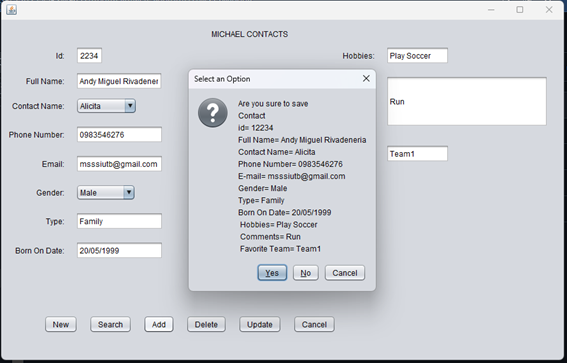 MICHAEL CONTACTS
Id: 2234
Hobbies: Play Soccer
Full Name: Andy Miguel Rivadener
Contact Name: Alicita
Run
Phone Number: 0983546276
Team1
Email: msssiutb@gmail.com
Gender: Male
Type: Family
Born On Date: 20/05/1999
Select an Option
Are you sure to save
Contact
id= 12234
Full Name= Andy Miguel Rivadeneria
Contact Name= Alicita
Phone Number= 0983546276
E-mail= msssiutb@gmail.com
Gender= Male
Type= Family
Born On Date= 20/05/1999
Hobbies= Play Soccer
Comments= Run
Favorite Team= Team1
Yes No Cancel
New Search Add Delete Update Cancel